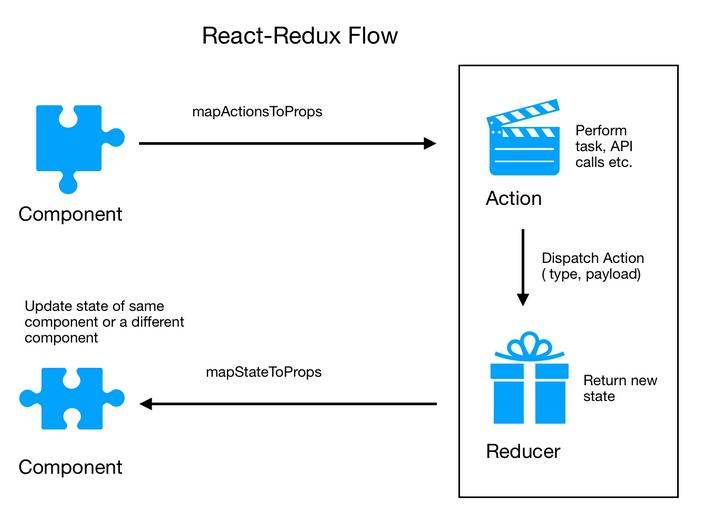 React-Redux Flow
mapActionsToProps
Perform
task, API
calls etc.
Component
Action
Dispatch Action
( type, payload)
Update state of same
component or a different
component
mapStateToProps
Return new
state
Component
Reducer